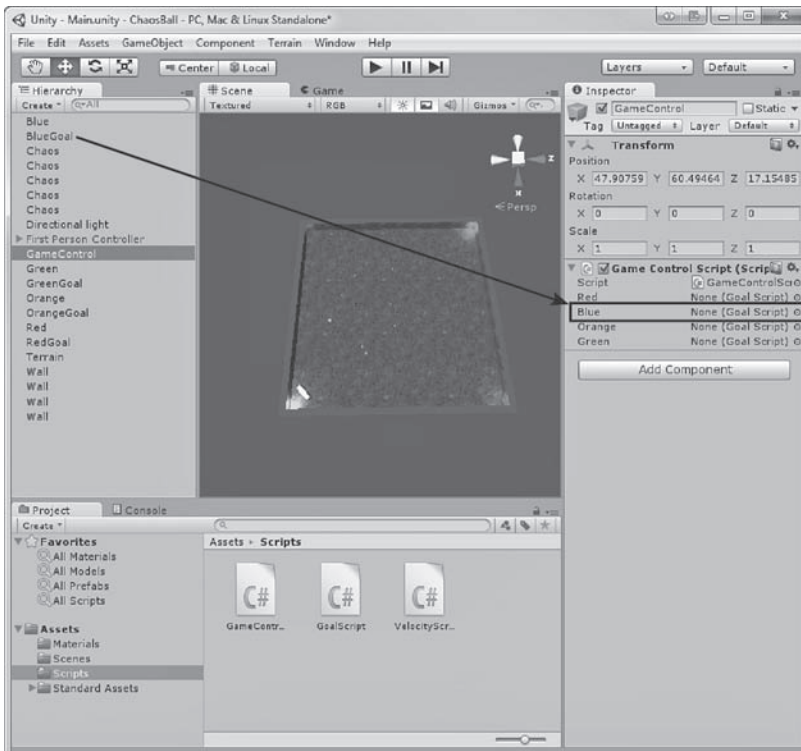 Unity - Main.unity - ChaosBall - PC, Mac & Linux Standalone*
File Edit Assets GameObject Component Terrain Window Help
Center Local Layers Default
Hierarchy
Create All
Blue
BlueGoal
Chaos
Chaos
Chaos
Chaos
Chaos
Directional light
First Person Controller
GameControl
Green
GreenGoal
Orange
OrangeGoal
Red
RedGoal
Terrain
Wall
Wall
Wall
Wall
Scene Game
Textured RGB Gizmos
z
x
Persp
Inspector
GameControl Static
Tag Untagged Layer Default
Transform
Position
X 47.90759 Y 60.49464 Z 17.15485
Rotation
X 0 Y 0 Z 0
Scale
X 1 Y 1 Z 1
Game Control Script (Scrip
Script GameControlScr
Red None (Goal Script)
Blue None (Goal Script)
Orange None (Goal Script)
Green None (Goal Script)
Add Component
Project Console
Create
Favorites
All Materials
All Models
All Prefabs
All Scripts
Assets
Materials
Scenes
Scripts
Standard Assets
Assets Scripts
C# C# C#
GameContr... GoalScript VelocityScr...